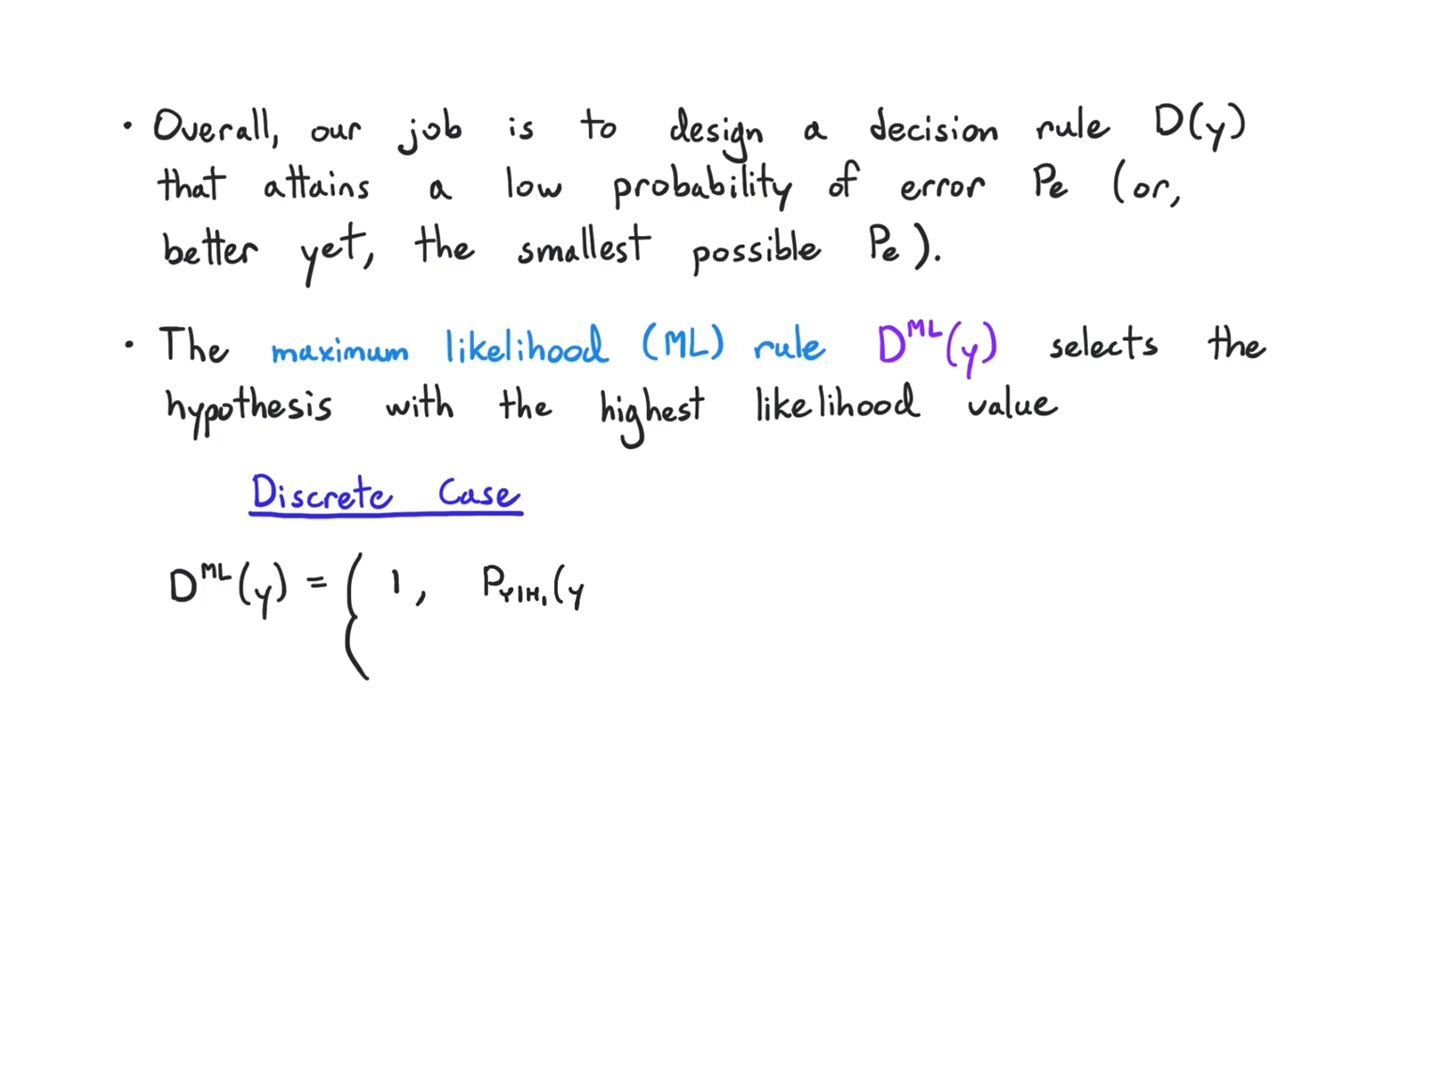 • Overall, our job is to design a decision rule D(y)
that attains a low probability of error Pe (or,
better yet, the smallest possible Pe).
• The maximum likelihood (ML) rule D^ML(y) selects the
hypothesis with the highest likelihood value
Discrete Case
D^ML(y) = { 1, P_Y|H₁(y